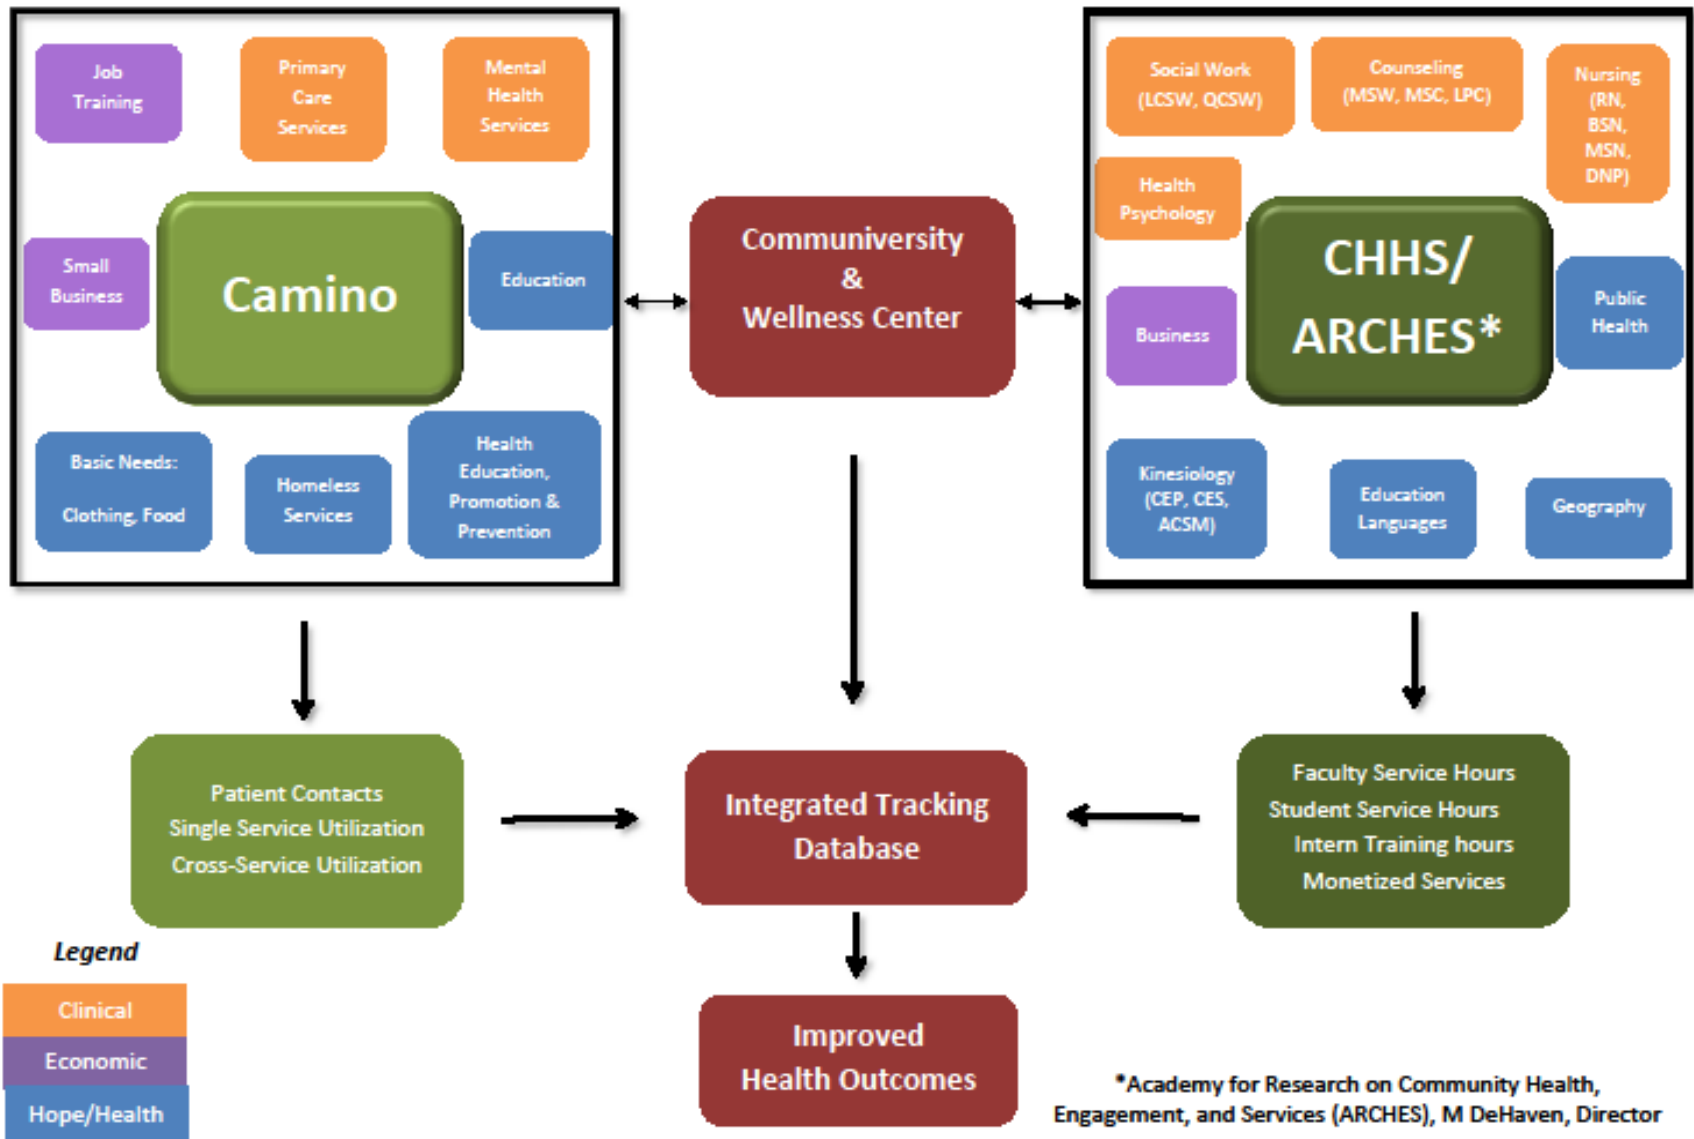 Job
Training
Primary
Care
Services
Mental
Health
Services
Small
Business
Camino
Education
Basic Needs:
Clothing, Food
Homeless
Services
Health
Education,
Promotion &
Prevention
Communiversity
&
Wellness Center
Social Work
(LCSW, QCSW)
Counseling
(MSW, MSC, LPC)
Nursing
(RN,
BSN,
MSN,
DNP)
Health
Psychology
CHHS/
ARCHES*
Public
Health
Business
Kinesiology
(CEP, CES,
ACSM)
Education
Languages
Geography
Patient Contacts
Single Service Utilization
Cross-Service Utilization
Integrated Tracking
Database
Faculty Service Hours
Student Service Hours
Intern Training hours
Monetized Services
Improved
Health Outcomes
Legend
Clinical
Economic
Hope/Health
*Academy for Research on Community Health,
Engagement, and Services (ARCHES), M DeHaven, Director